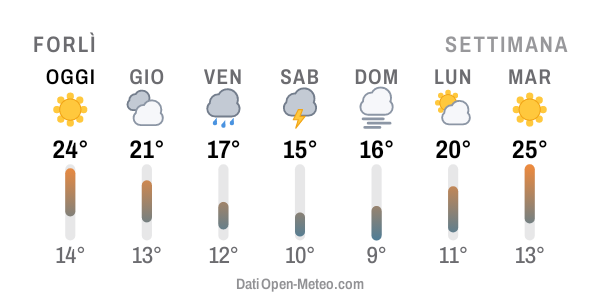 FORLÌ SETTIMANA
OGGI GIO VEN SAB DOM LUN MAR
24° 21° 17° 15° 16° 20° 25°
14° 13° 12° 10° 9° 11° 13°
Dati Open-Meteo.com